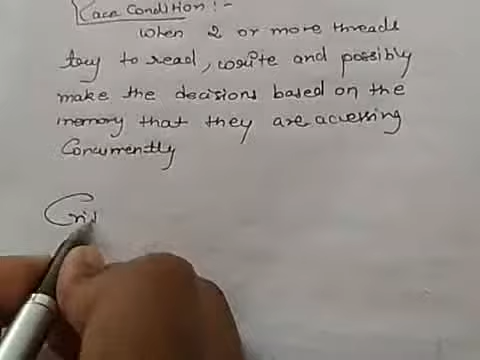 Race Condition :-
When 2 or more threads
try to read, write and possibly
make the decisions based on the
memory that they are accessing
Concurrently
Cri